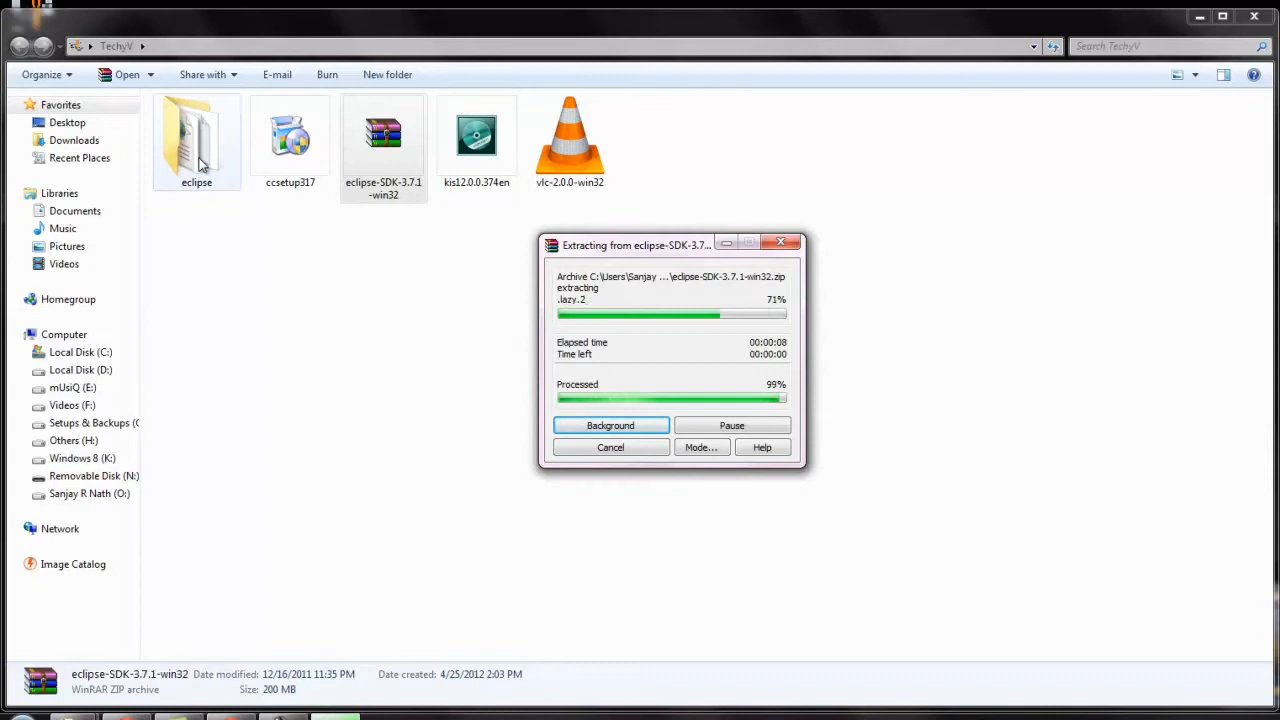 TechyV
Search TechyV
Organize
Open
Share with
E-mail
Burn
New folder
Favorites
Desktop
Downloads
Recent Places
Libraries
Documents
Music
Pictures
Videos
Homegroup
Computer
Local Disk (C:)
Local Disk (D:)
mUsiQ (E:)
Videos (F:)
Setups & Backups (
Others (H:)
Windows 8 (K:)
Removable Disk (N:)
Sanjay R Nath (O:)
Network
Image Catalog
eclipse
ccsetup317
eclipse-SDK-3.7.1
-win32
kis12.0.0.374en
vlc-2.0.0-win32
Extracting from eclipse-SDK-3.7...
Archive C:\Users\Sanjay ...\eclipse-SDK-3.7.1-win32.zip
extracting
.lazy.2 71%
Elapsed time 00:00:08
Time left 00:00:00
Processed 99%
Background
Pause
Cancel
Mode...
Help
eclipse-SDK-3.7.1-win32 Date modified: 12/16/2011 11:35 PM Date created: 4/25/2012 2:03 PM
WinRAR ZIP archive Size: 200 MB